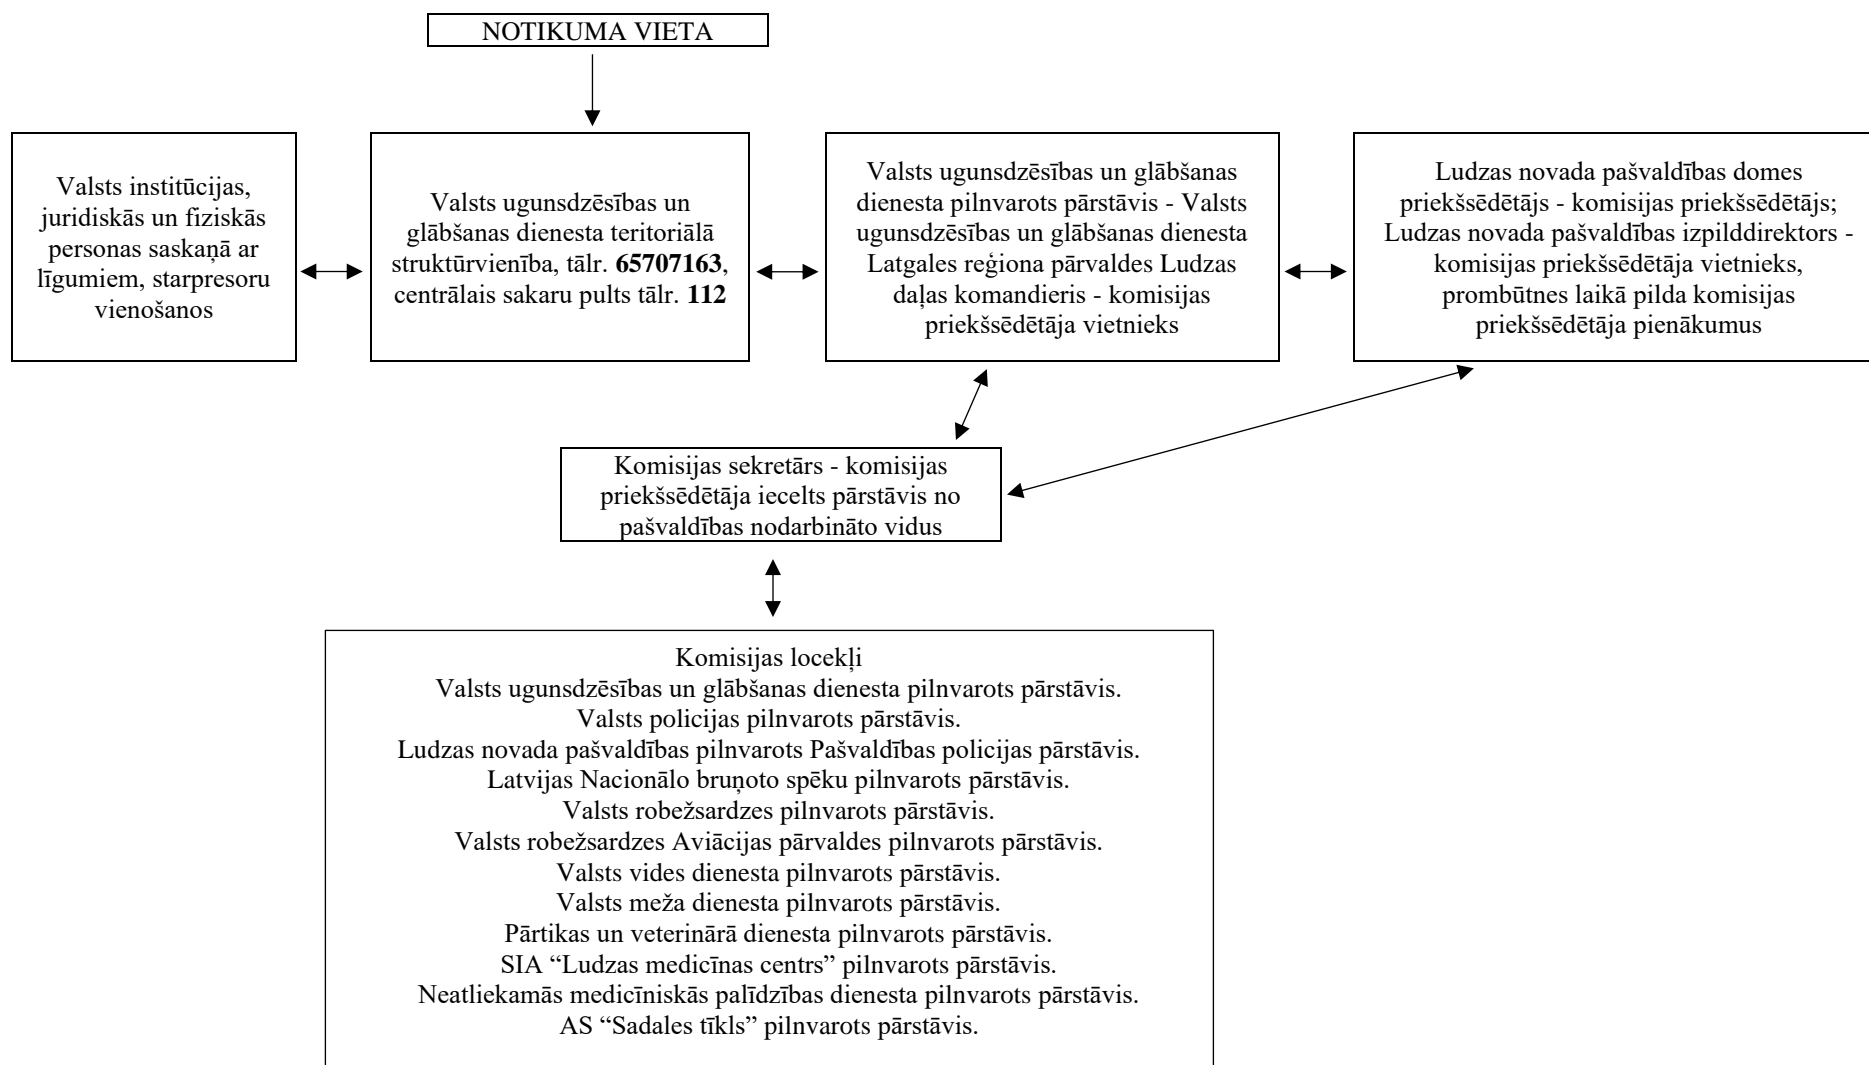 NOTIKUMA VIETA
Valsts institūcijas,
juridiskās un fiziskās
personas saskaņā ar
līgumiem, starpresoru
vienošanos
Valsts ugunsdzēsības un
glābšanas dienesta teritoriālā
struktūrvienība, tālr. 65707163,
centrālais sakaru pults tālr. 112
Valsts ugunsdzēsības un glābšanas
dienesta pilnvarots pārstāvis - Valsts
ugunsdzēsības un glābšanas dienesta
Latgales reģiona pārvaldes Ludzas
daļas komandieris - komisijas
priekšsēdētāja vietnieks
Ludzas novada pašvaldības domes
priekšsēdētājs - komisijas priekšsēdētājs;
Ludzas novada pašvaldības izpilddirektors -
komisijas priekšsēdētāja vietnieks,
prombūtnes laikā pilda komisijas
priekšsēdētāja pienākumus
Komisijas sekretārs - komisijas
priekšsēdētāja iecelts pārstāvis no
pašvaldības nodarbināto vidus
Komisijas locekļi
Valsts ugunsdzēsības un glābšanas dienesta pilnvarots pārstāvis.
Valsts policijas pilnvarots pārstāvis.
Ludzas novada pašvaldības pilnvarots Pašvaldības policijas pārstāvis.
Latvijas Nacionālo bruņoto spēku pilnvarots pārstāvis.
Valsts robežsardzes pilnvarots pārstāvis.
Valsts robežsardzes Aviācijas pārvaldes pilnvarots pārstāvis.
Valsts vides dienesta pilnvarots pārstāvis.
Valsts meža dienesta pilnvarots pārstāvis.
Pārtikas un veterinārā dienesta pilnvarots pārstāvis.
SIA “Ludzas medicīnas centrs” pilnvarots pārstāvis.
Neatliekamās medicīniskās palīdzības dienesta pilnvarots pārstāvis.
AS “Sadales tīkls” pilnvarots pārstāvis.